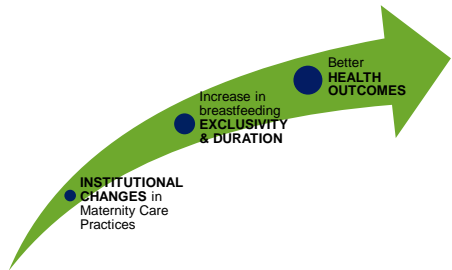 Better
HEALTH
OUTCOMES
Increase in
breastfeeding
EXCLUSIVITY
& DURATION
INSTITUTIONAL
CHANGES in
Maternity Care
Practices